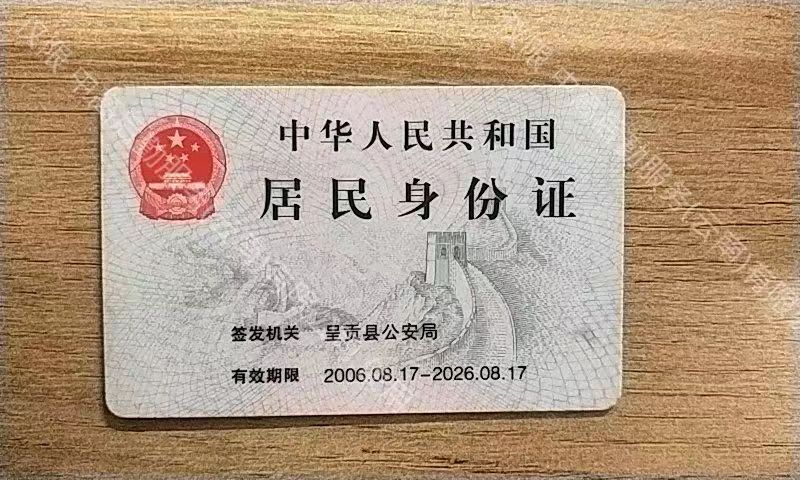 中华人民共和国
居民身份证
签发机关 呈贡县公安局
有效期限 2006.08.17-2026.08.17